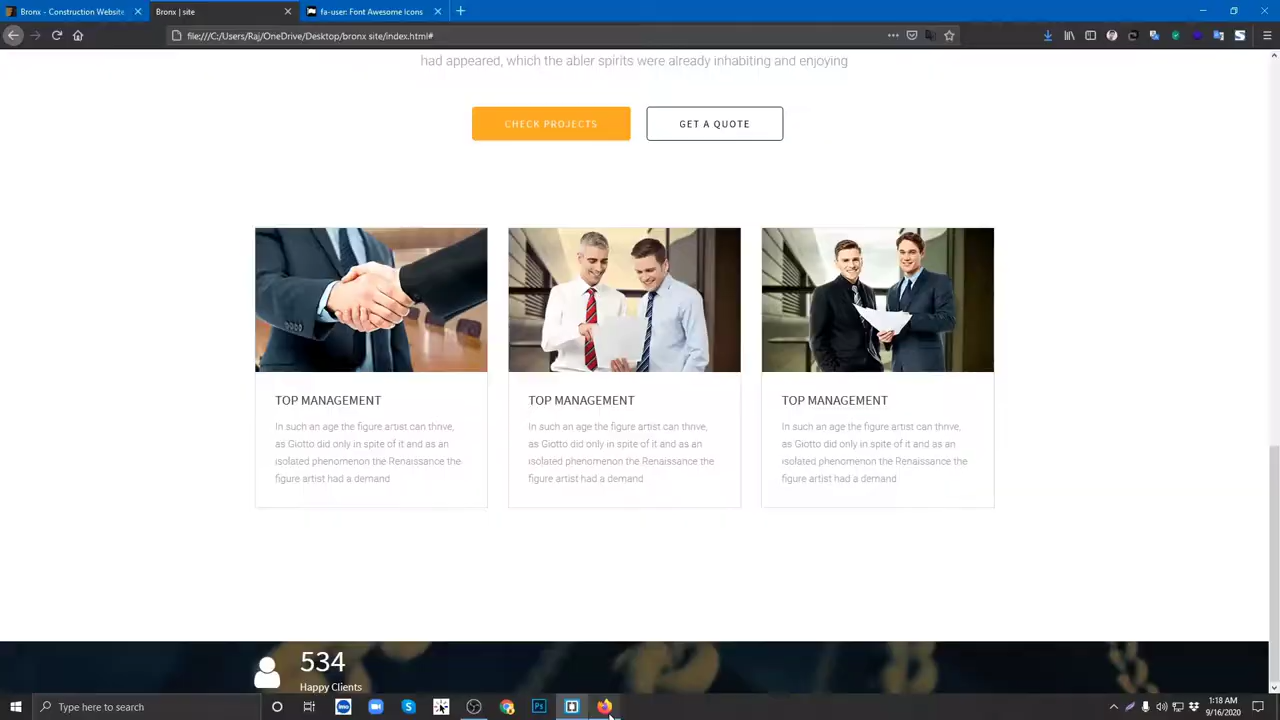 Bronx - Construction Website
Bronx | site
fa-user: Font Awesome Icons
file:///C:/Users/Raj/OneDrive/Desktop/bronx site/index.html#
had appeared, which the abler spirits were already inhabiting and enjoying
CHECK PROJECTS
GET A QUOTE
TOP MANAGEMENT
In such an age the figure artist can thrive,
as Giotto did only in spite of it and as an
isolated phenomenon the Renaissance the
figure artist had a demand
TOP MANAGEMENT
In such an age the figure artist can thrive,
as Giotto did only in spite of it and as an
isolated phenomenon the Renaissance the
figure artist had a demand
TOP MANAGEMENT
In such an age the figure artist can thrive,
as Giotto did only in spite of it and as an
isolated phenomenon the Renaissance the
figure artist had a demand
534
Happy Clients
Type here to search
1:18 AM
9/16/2020